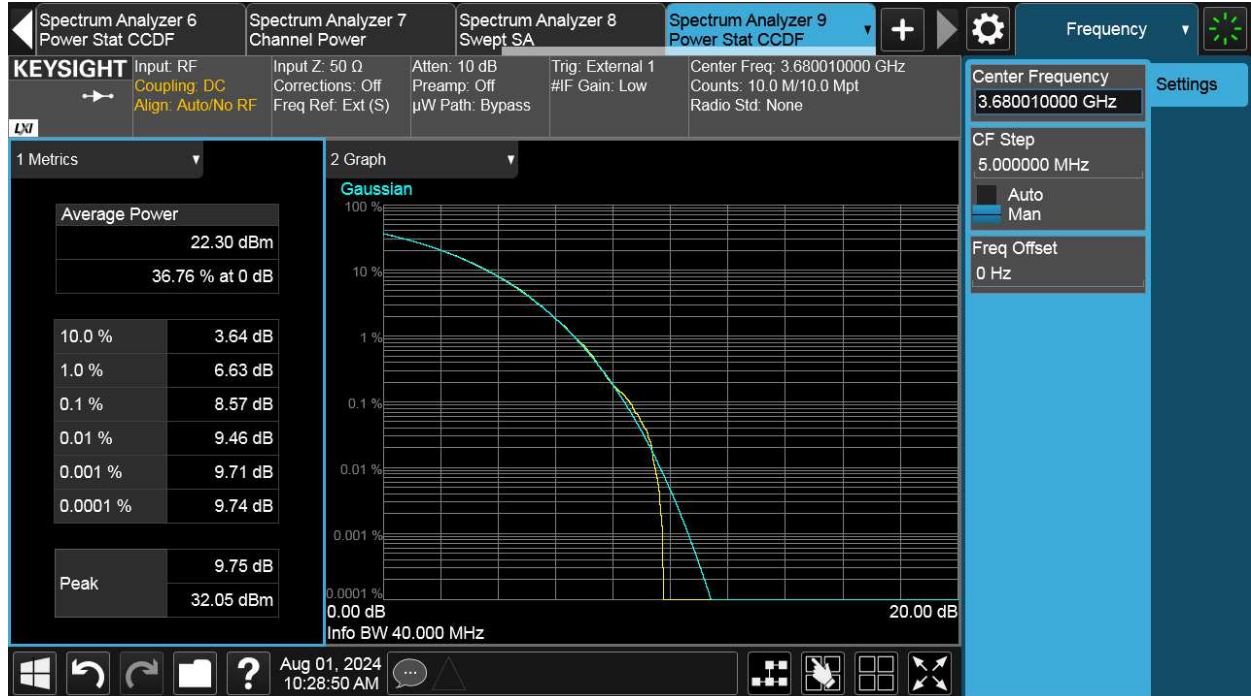 Spectrum Analyzer 6
Power Stat CCDF
Spectrum Analyzer 7
Channel Power
Spectrum Analyzer 8
Swept SA
Spectrum Analyzer 9
Power Stat CCDF
Frequency
KEYSIGHT
LXI
Input: RF
Coupling: DC
Align: Auto/No RF
Input Z: 50 Ω
Corrections: Off
Freq Ref: Ext (S)
Atten: 10 dB
Preamp: Off
µW Path: Bypass
Trig: External 1
#IF Gain: Low
Center Freq: 3.680010000 GHz
Counts: 10.0 M/10.0 Mpt
Radio Std: None
Center Frequency
3.680010000 GHz
Settings
CF Step
5.000000 MHz
Auto
Man
Freq Offset
0 Hz
1 Metrics
Average Power
22.30 dBm
36.76 % at 0 dB
10.0 % 3.64 dB
1.0 % 6.63 dB
0.1 % 8.57 dB
0.01 % 9.46 dB
0.001 % 9.71 dB
0.0001 % 9.74 dB
Peak 9.75 dB
32.05 dBm
2 Graph
Gaussian
100 %
10 %
1 %
0.1 %
0.01 %
0.001 %
0.0001 %
0.00 dB 20.00 dB
Info BW 40.000 MHz
?
Aug 01, 2024
10:28:50 AM